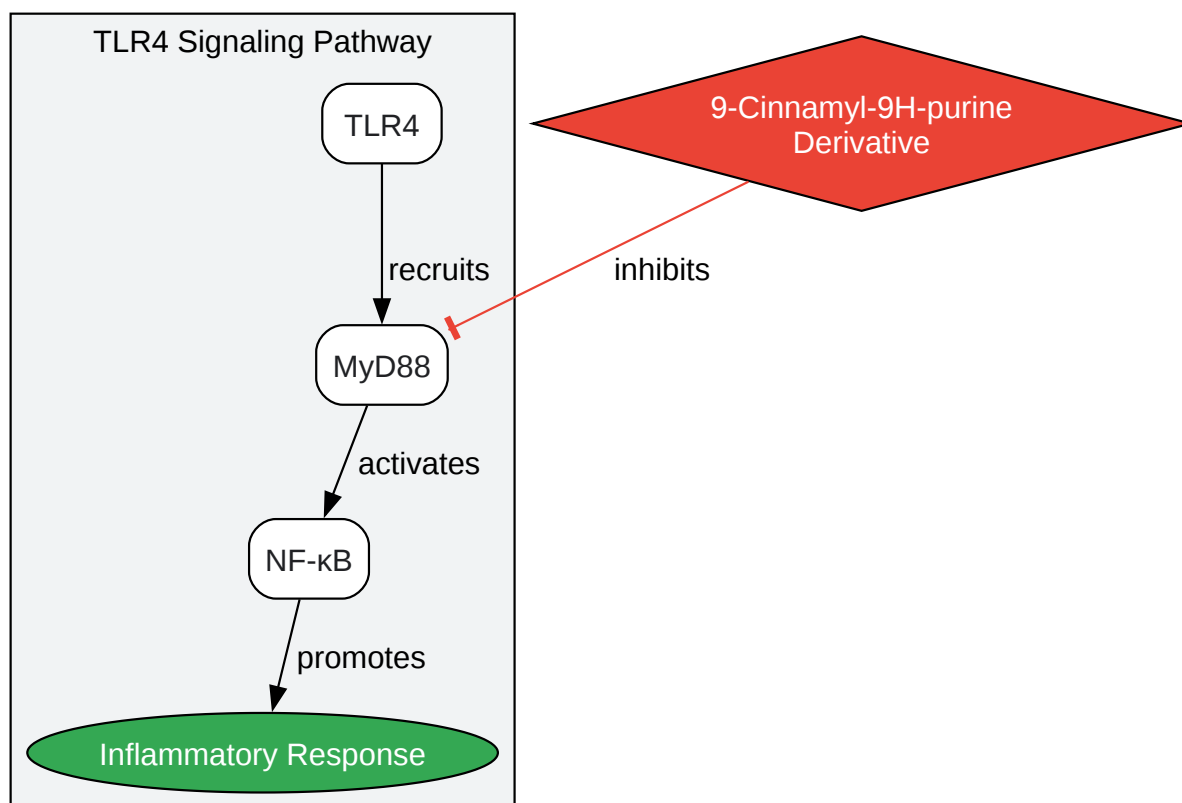 TLR4 Signaling Pathway
TLR4
9-Cinnamyl-9H-purine
Derivative
recruits
inhibits
MyD88
activates
NF-κB
promotes
Inflammatory Response